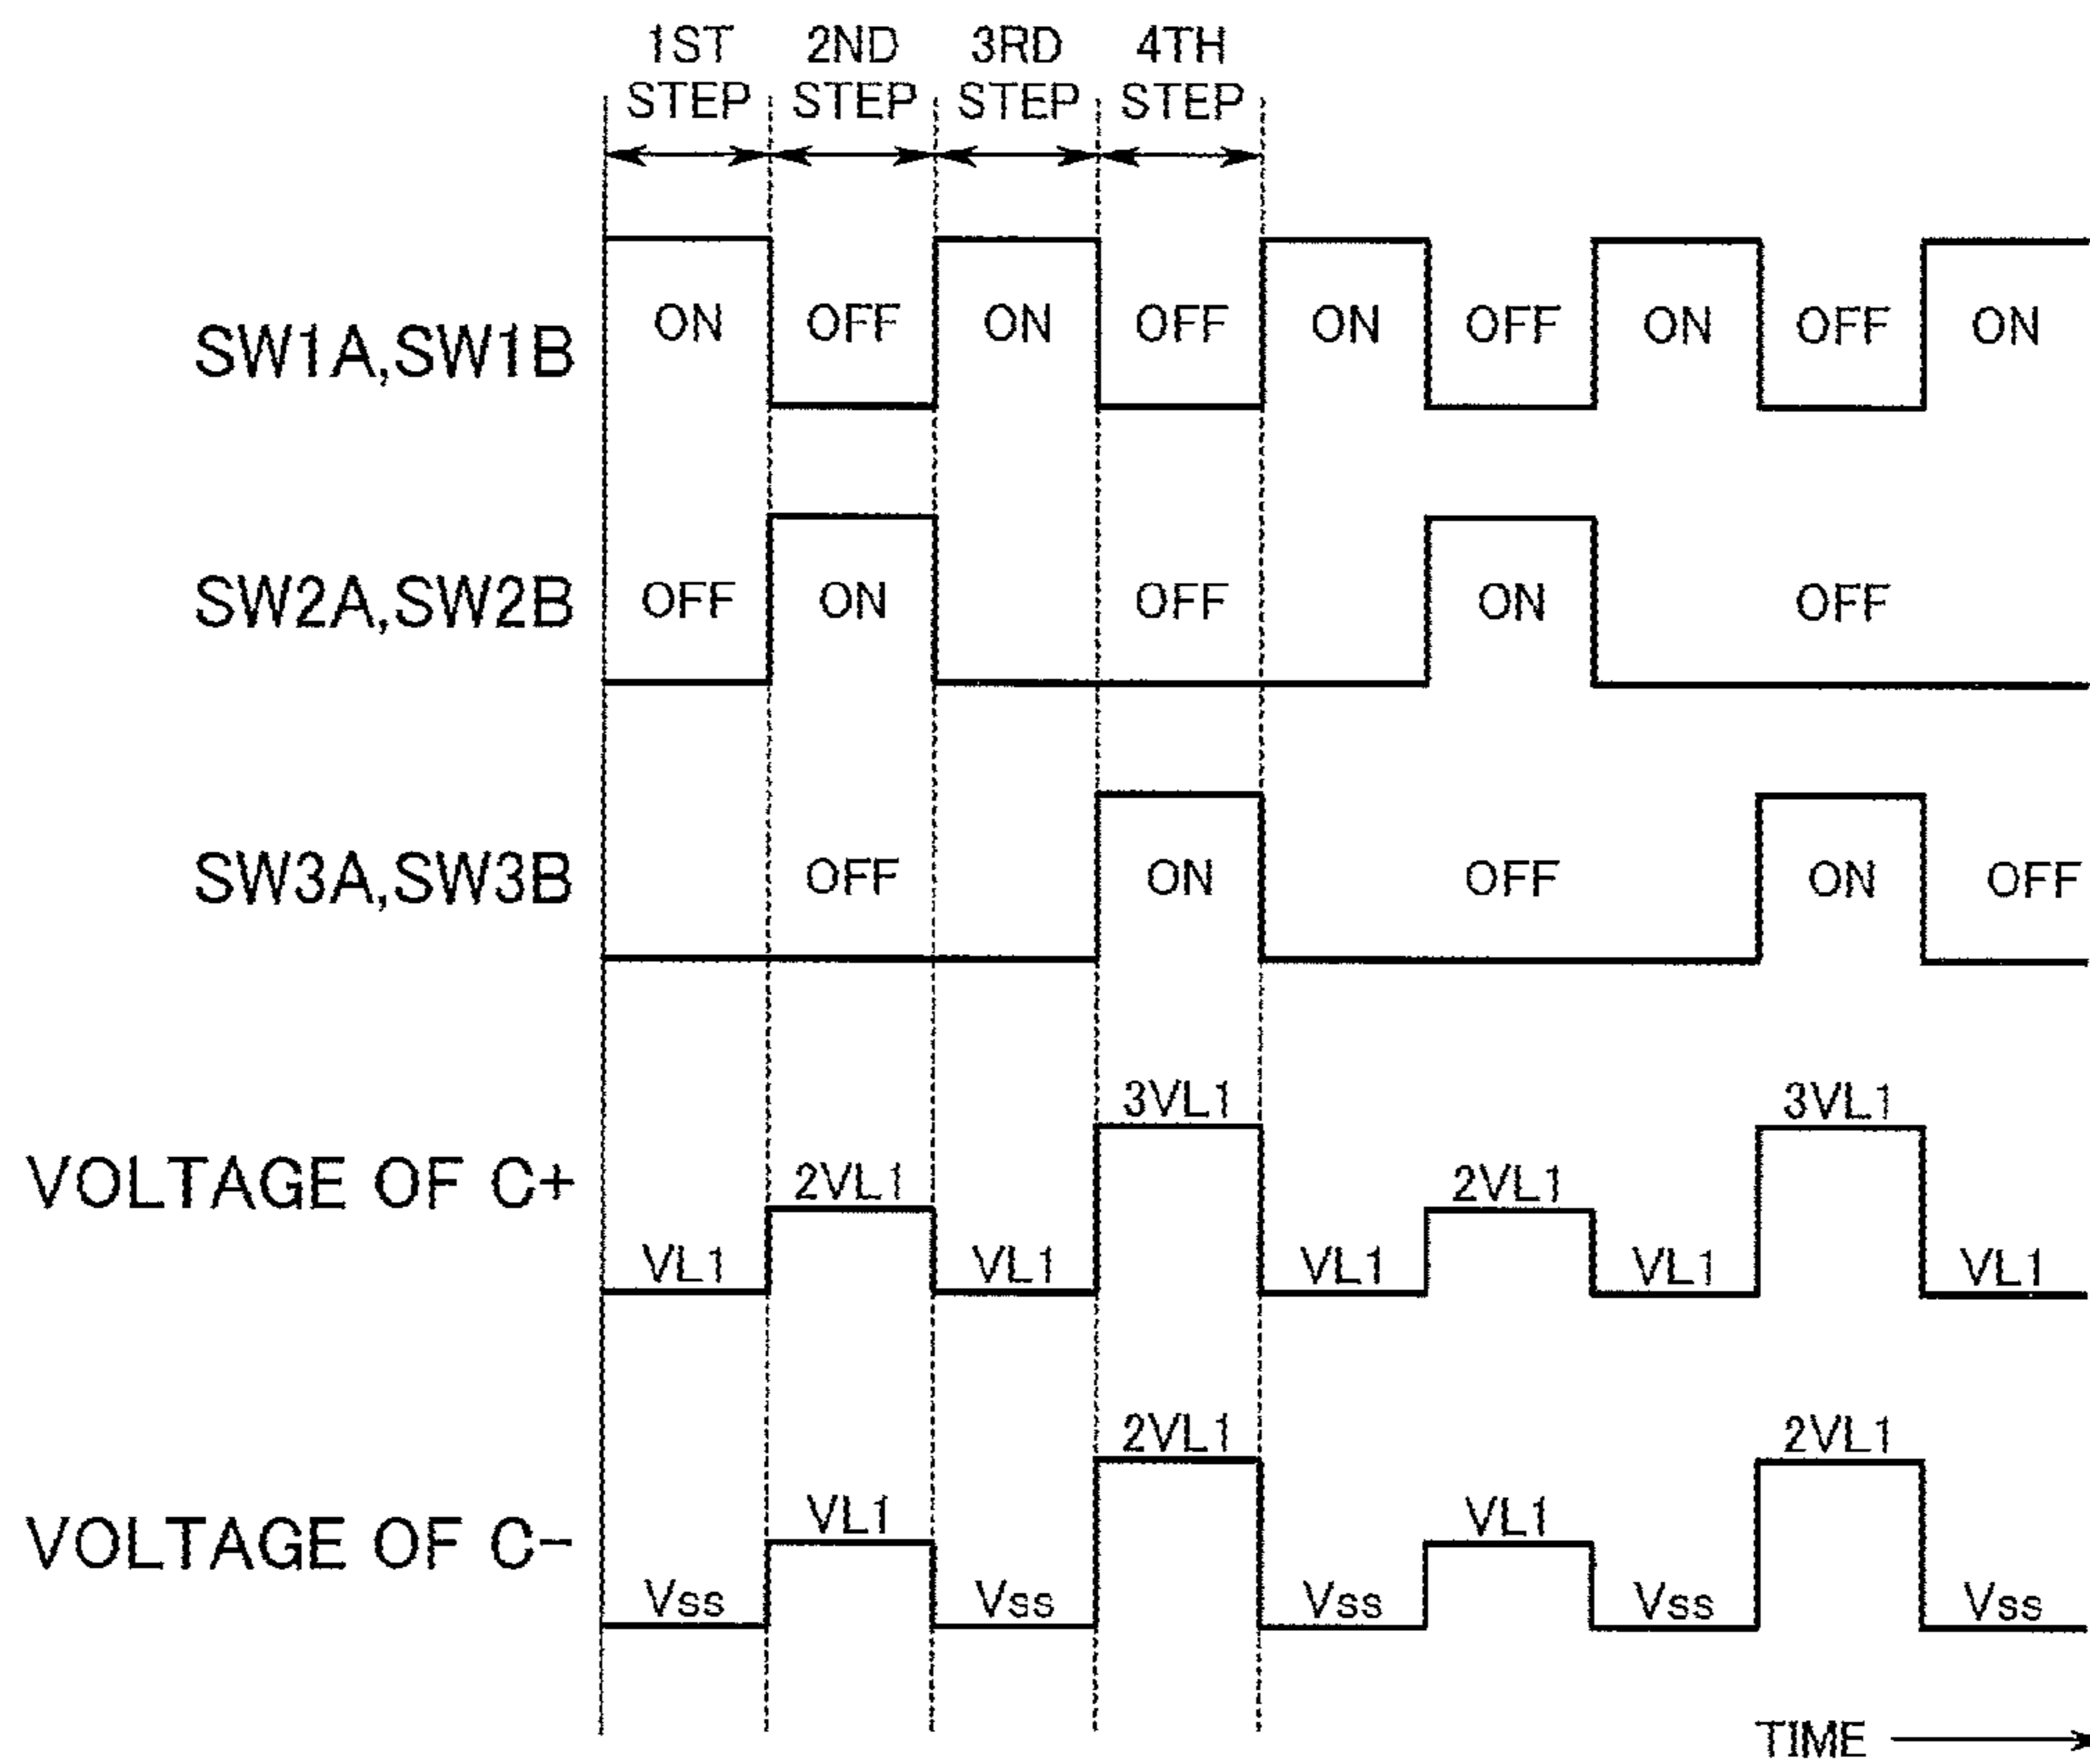 1ST STEP
2ND STEP
3RD STEP
4TH STEP
SW1A,SW1B
ON OFF ON OFF ON OFF ON OFF ON
SW2A,SW2B
OFF ON OFF ON OFF
SW3A,SW3B
OFF ON OFF ON OFF
VOLTAGE OF C+
VL1 2VL1 VL1 3VL1 VL1 2VL1 VL1 3VL1 VL1
VOLTAGE OF C-
Vss VL1 Vss 2VL1 Vss VL1 Vss 2VL1 Vss
TIME